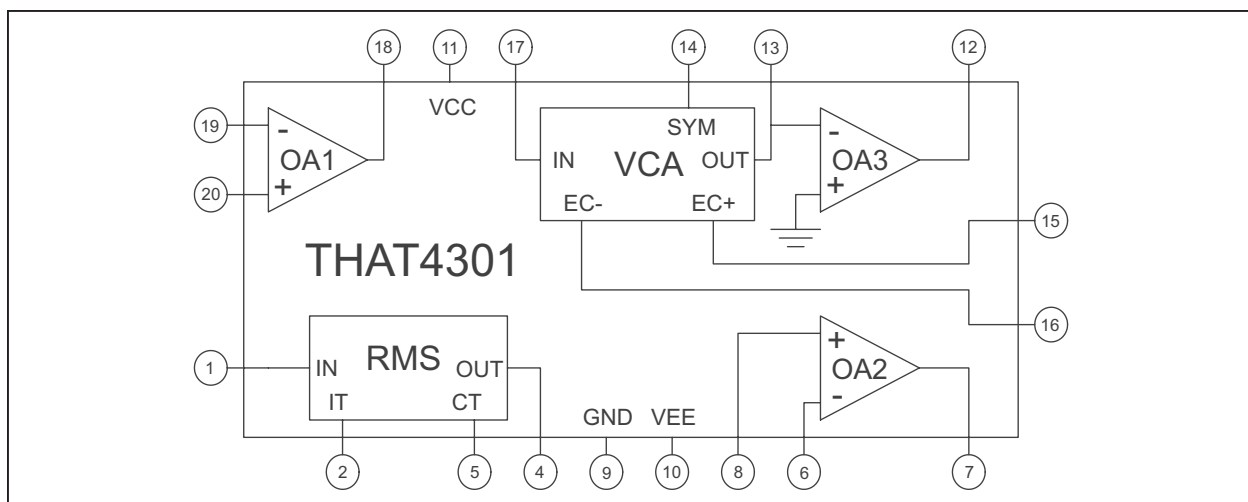 18 11 17 14 13 12
VCC
19 - OA1
20 +
SYM
IN VCA OUT
EC- EC+
- OA3
+
15
THAT4301
16
1 IN RMS OUT
IT CT
+ OA2
-
GND VEE
2 5 4 9 10 8 6 7